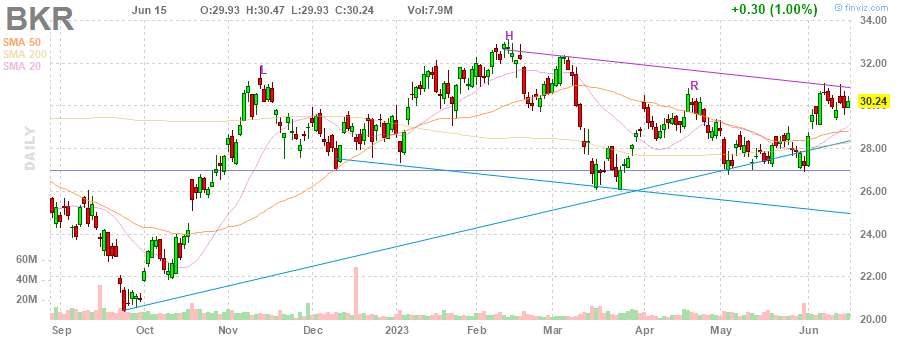 BKR
Jun 15 O:29.93 H:30.47 L:29.93 C:30.24 Vol:7.9M +0.30 (1.00%)
© finviz.com
SMA 50
SMA 200
SMA 20
DAILY
L
H
R
34.00
32.00
30.24
28.00
26.00
24.00
22.00
20.00
60M
40M
20M
Sep Oct Nov Dec 2023 Feb Mar Apr May Jun